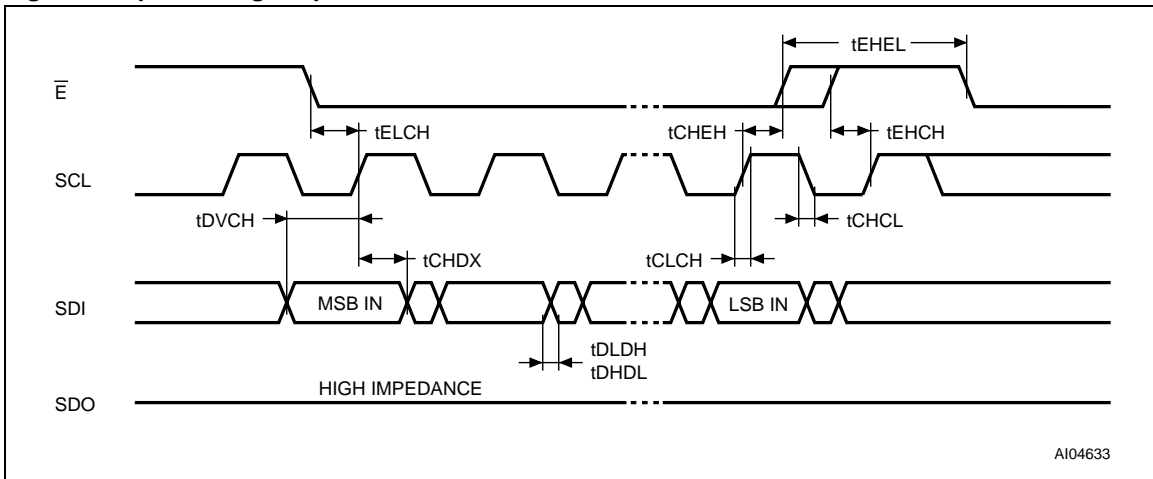 tEHEL
E
tELCH
tCHEH
tEHCH
SCL
tDVCH
tCHCL
tCHDX
tCLCH
SDI
MSB IN
LSB IN
tDLDH
tDHDL
HIGH IMPEDANCE
SDO
AI04633